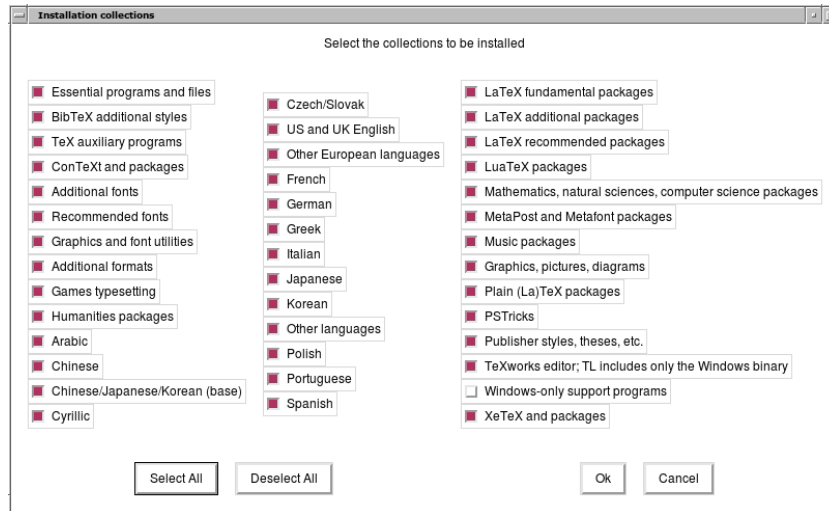 Installation collections
Select the collections to be installed
Essential programs and files
BibTeX additional styles
TeX auxiliary programs
ConTeXt and packages
Additional fonts
Recommended fonts
Graphics and font utilities
Additional formats
Games typesetting
Humanities packages
Arabic
Chinese
Chinese/Japanese/Korean (base)
Cyrillic
Czech/Slovak
US and UK English
Other European languages
French
German
Greek
Italian
Japanese
Korean
Other languages
Polish
Portuguese
Spanish
LaTeX fundamental packages
LaTeX additional packages
LaTeX recommended packages
LuaTeX packages
Mathematics, natural sciences, computer science packages
MetaPost and Metafont packages
Music packages
Graphics, pictures, diagrams
Plain (La)TeX packages
PSTricks
Publisher styles, theses, etc.
TeXworks editor; TL includes only the Windows binary
Windows-only support programs
XeTeX and packages
Select All
Deselect All
Ok
Cancel